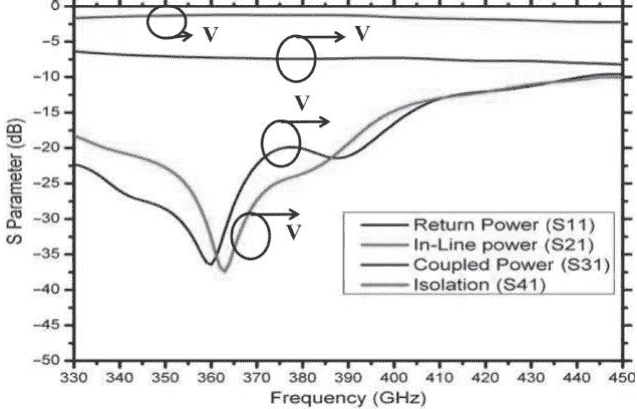 0
−5
−10
−15
−20
−25
−30
−35
−40
−45
−50
S Parameter (dB)
V
V
V
V
Return Power (S11)
In-Line power (S21)
Coupled Power (S31)
Isolation (S41)
330 340 350 360 370 380 390 400 410 420 430 440 450
Frequency (GHz)